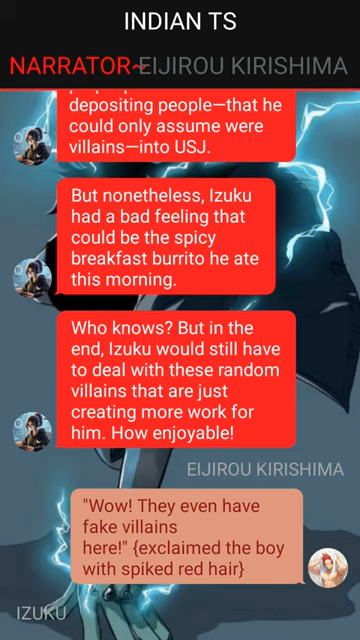 INDIAN TS
NARRATOR~EIJIROU KIRISHIMA
depositing people—that he
could only assume were
villains—into USJ.
But nonetheless, Izuku
had a bad feeling that
could be the spicy
breakfast burrito he ate
this morning.
Who knows? But in the
end, Izuku would still have
to deal with these random
villains that are just
creating more work for
him. How enjoyable!
EIJIROU KIRISHIMA
"Wow! They even have
fake villains
here!" {exclaimed the boy
with spiked red hair}
IZUKU